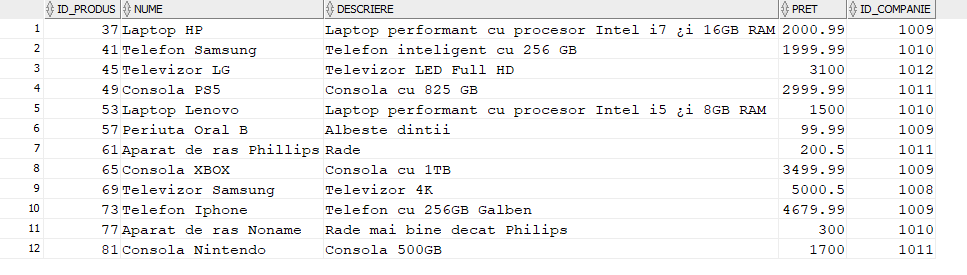 ID_PRODUS NUME DESCRIERE PRET ID_COMPANIE
1 37 Laptop HP Laptop performant cu procesor Intel i7 ¿i 16GB RAM 2000.99 1009
2 41 Telefon Samsung Telefon inteligent cu 256 GB 1999.99 1010
3 45 Televizor LG Televizor LED Full HD 3100 1012
4 49 Consola PS5 Consola cu 825 GB 2999.99 1011
5 53 Laptop Lenovo Laptop performant cu procesor Intel i5 ¿i 8GB RAM 1500 1010
6 57 Periuta Oral B Albeste dintii 99.99 1009
7 61 Aparat de ras Phillips Rade 200.5 1011
8 65 Consola XBOX Consola cu 1TB 3499.99 1009
9 69 Televizor Samsung Televizor 4K 5000.5 1008
10 73 Telefon Iphone Telefon cu 256GB Galben 4679.99 1009
11 77 Aparat de ras Noname Rade mai bine decat Philips 300 1010
12 81 Consola Nintendo Consola 500GB 1700 1011